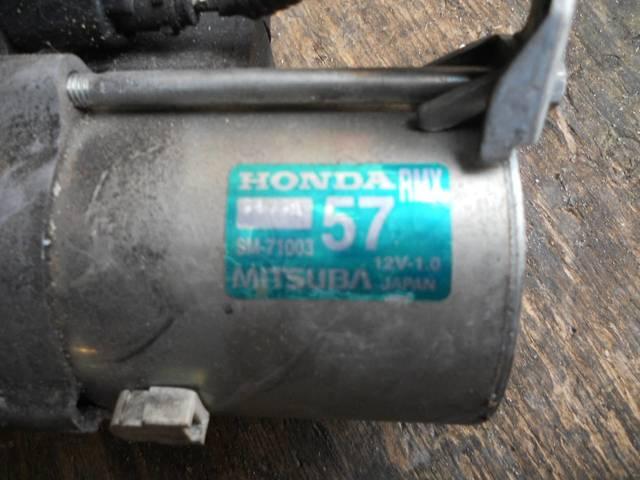 HONDA RMX
57
SM-71003
12V-1.0
MITSUBA JAPAN